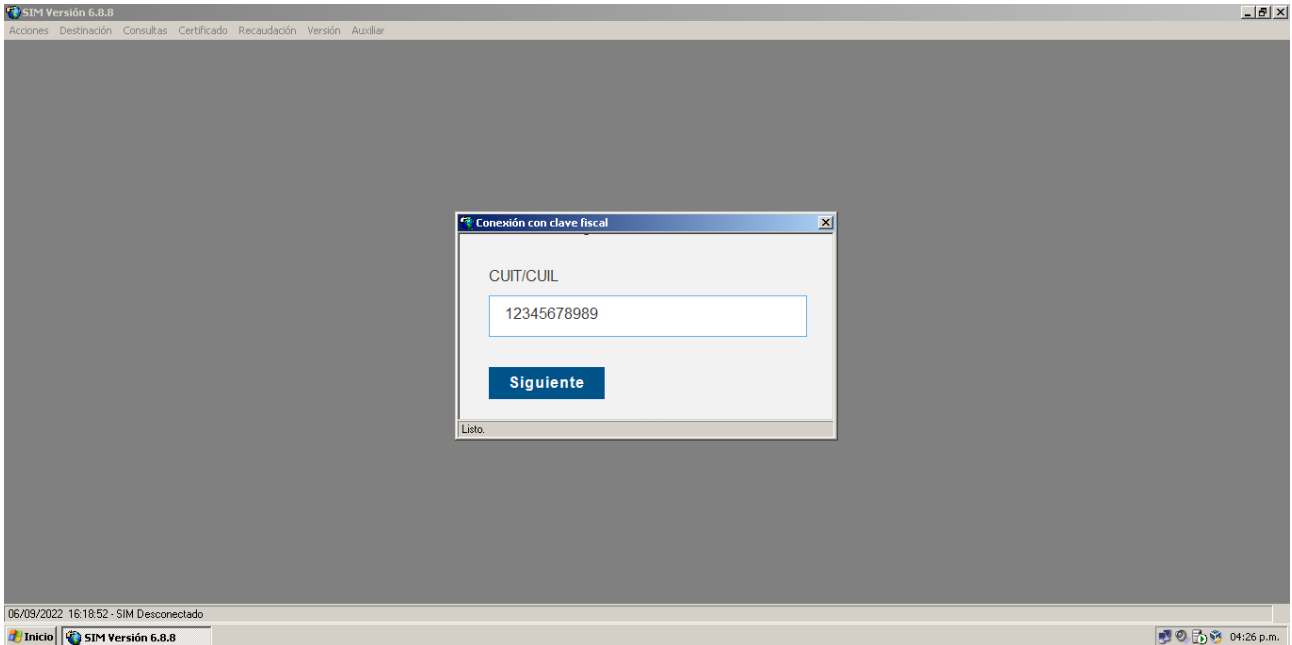 SIM Versión 6.8.8
Acciones Destinación Consultas Certificado Recaudación Versión Auxiliar
Conexión con clave fiscal
CUIT/CUIL
12345678989
Siguiente
Listo.
06/09/2022 16:18:52 - SIM Desconectado
Inicio SIM Versión 6.8.8 04:26 p.m.